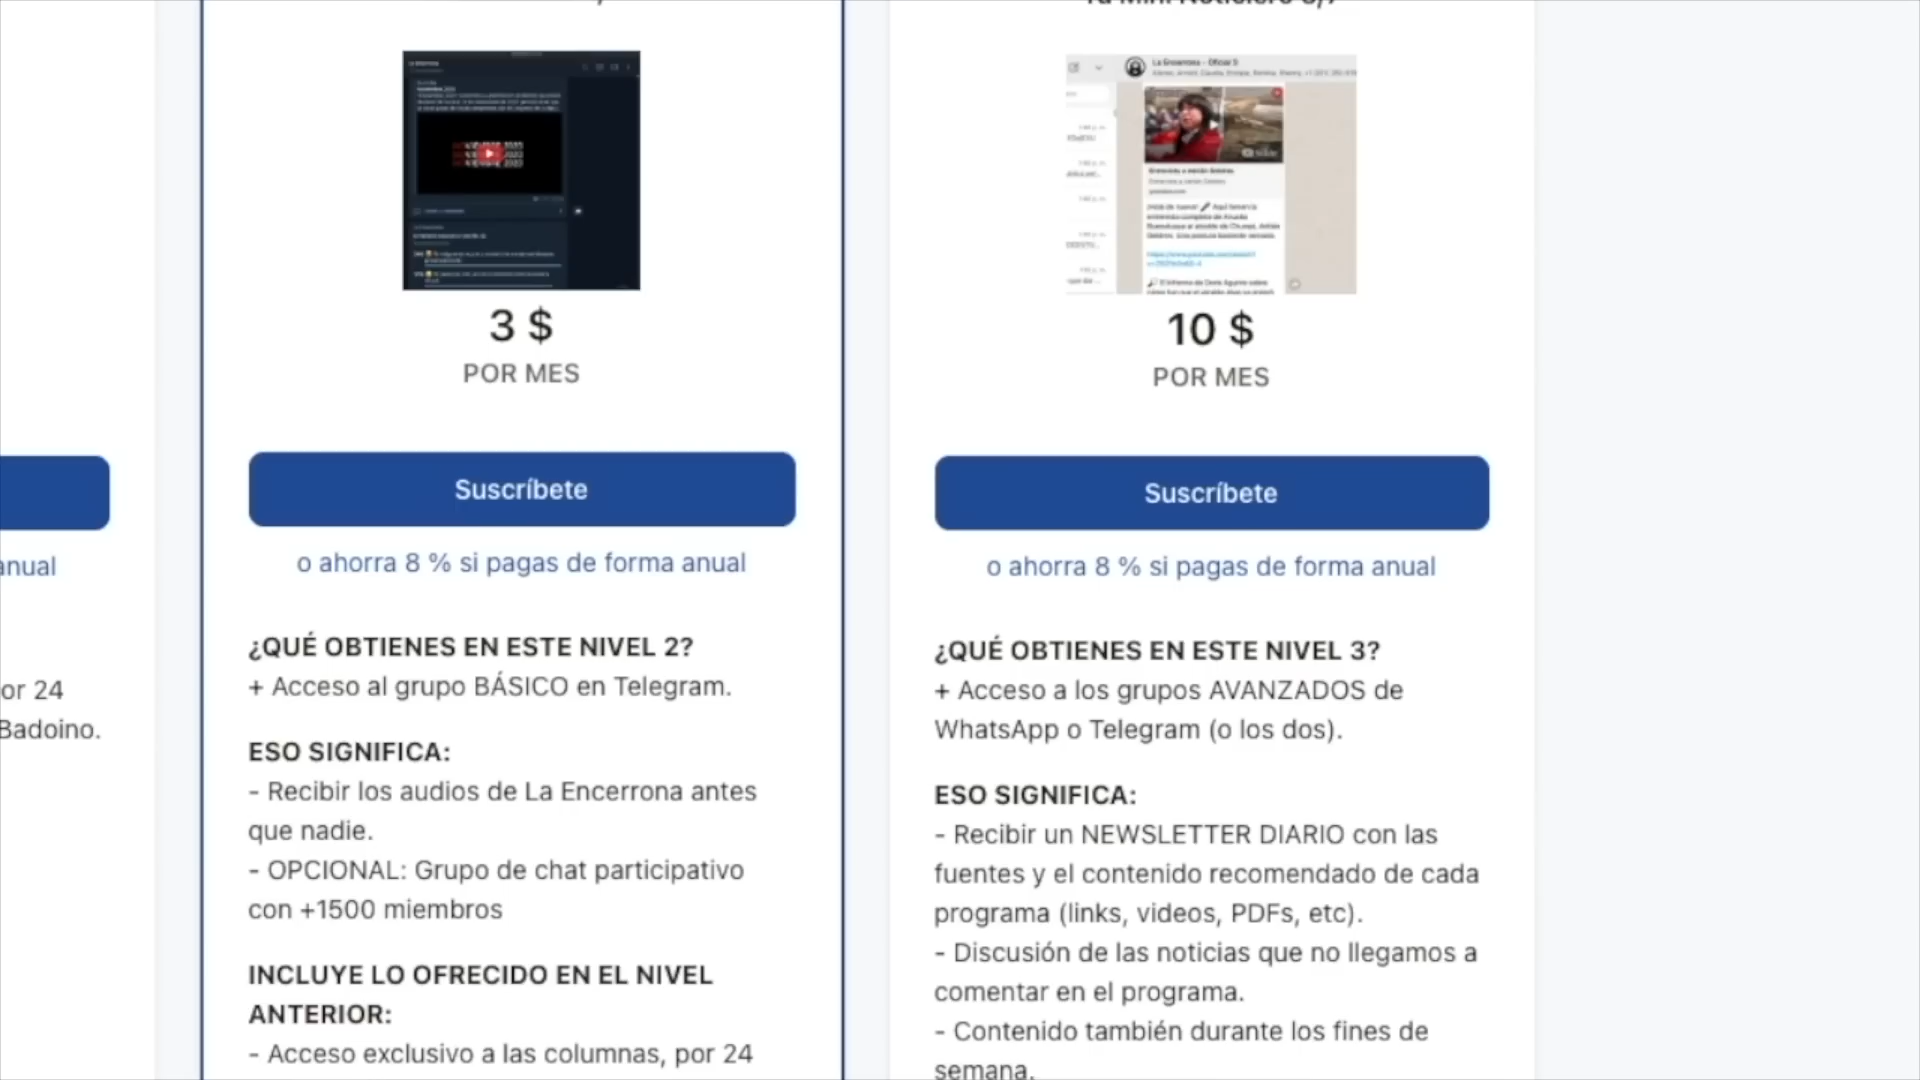 3 $
POR MES
Suscríbete
o ahorra 8 % si pagas de forma anual
¿QUÉ OBTIENES EN ESTE NIVEL 2?
+ Acceso al grupo BÁSICO en Telegram.
ESO SIGNIFICA:
- Recibir los audios de La Encerrona antes
que nadie.
- OPCIONAL: Grupo de chat participativo
con +1500 miembros
INCLUYE LO OFRECIDO EN EL NIVEL
ANTERIOR:
- Acceso exclusivo a las columnas, por 24
La Encerrona - Oficial 5
10 $
POR MES
Suscríbete
o ahorra 8 % si pagas de forma anual
¿QUÉ OBTIENES EN ESTE NIVEL 3?
+ Acceso a los grupos AVANZADOS de
WhatsApp o Telegram (o los dos).
ESO SIGNIFICA:
- Recibir un NEWSLETTER DIARIO con las
fuentes y el contenido recomendado de cada
programa (links, videos, PDFs, etc).
- Discusión de las noticias que no llegamos a
comentar en el programa.
- Contenido también durante los fines de
semana.
anual
or 24
Badoino.